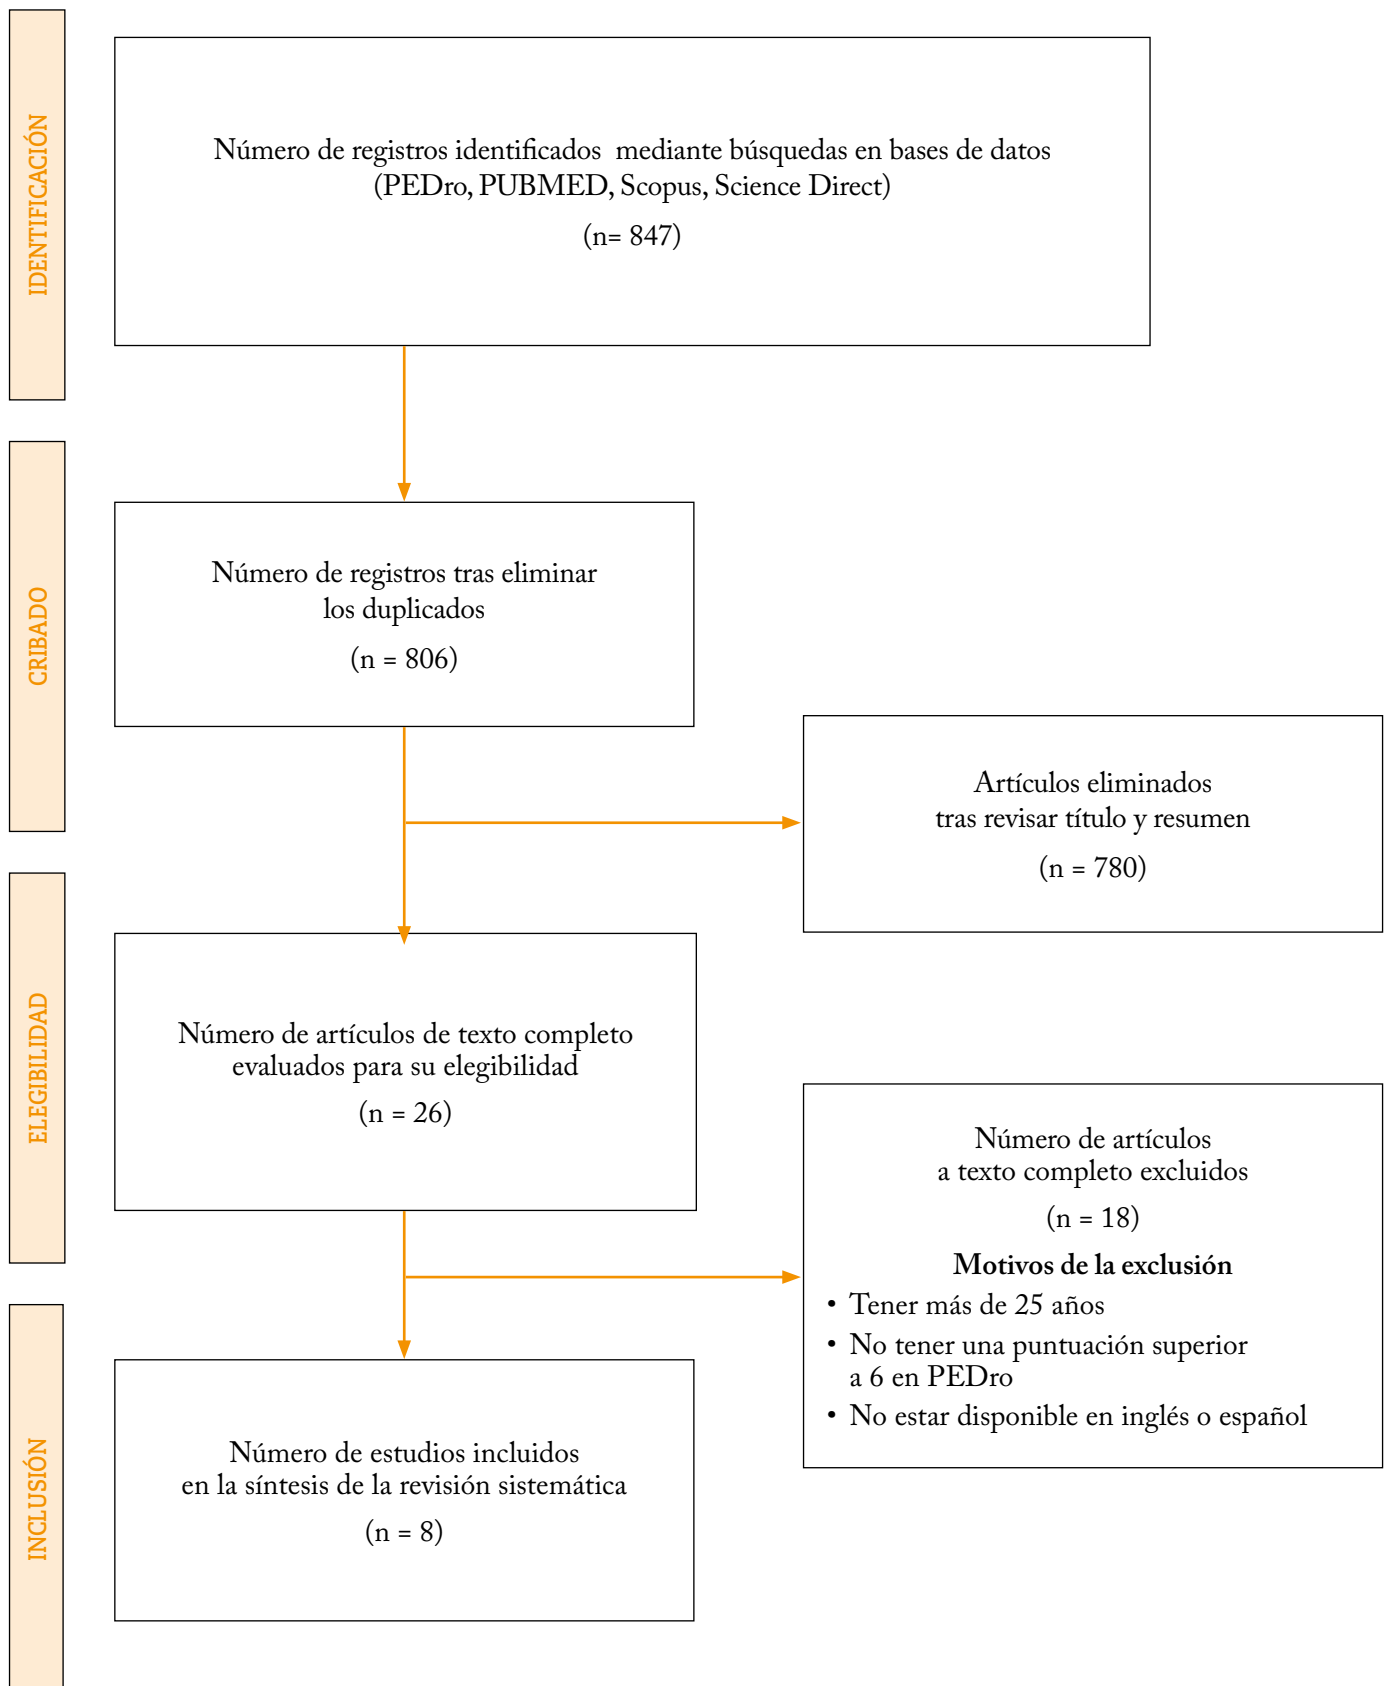 IDENTIFICACIÓN
Número de registros identificados mediante búsquedas en bases de datos
(PEDro, PUBMED, Scopus, Science Direct)
(n= 847)
CRIBADO
Número de registros tras eliminar
los duplicados
(n = 806)
Artículos eliminados
tras revisar título y resumen
(n = 780)
ELEGIBILIDAD
Número de artículos de texto completo
evaluados para su elegibilidad
(n = 26)
Número de artículos
a texto completo excluidos
(n = 18)
Motivos de la exclusión
• Tener más de 25 años
• No tener una puntuación superior
a 6 en PEDro
• No estar disponible en inglés o español
INCLUSIÓN
Número de estudios incluidos
en la síntesis de la revisión sistemática
(n = 8)